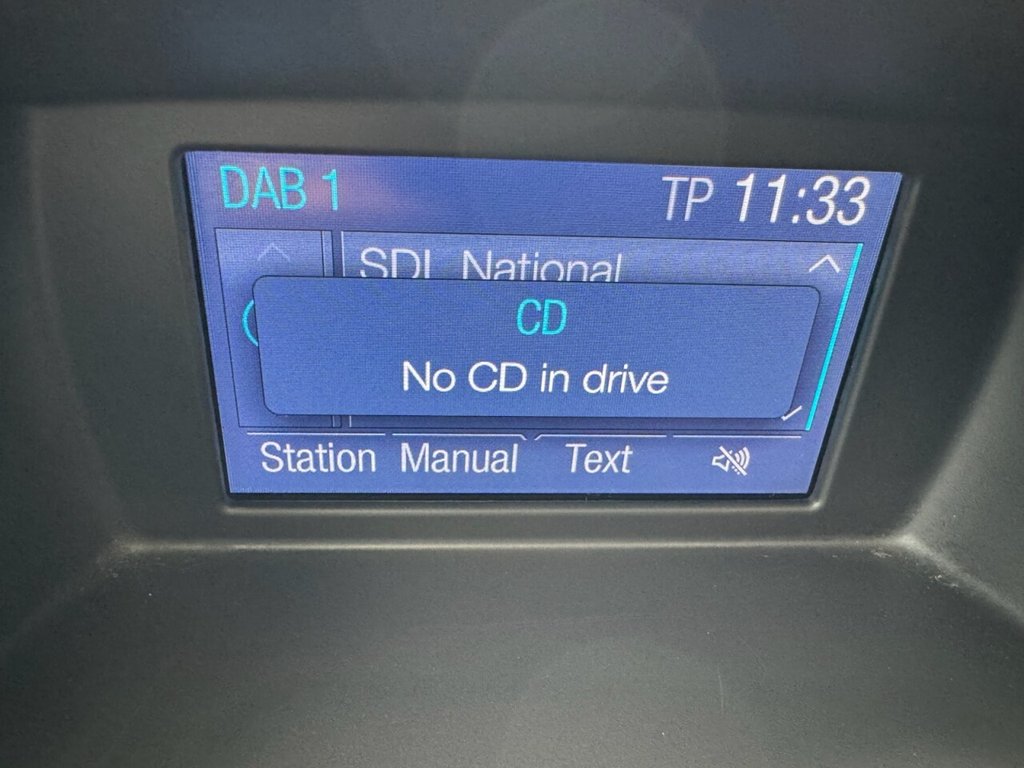 DAB 1
TP 11:33
SDL National
CD
No CD in drive
Station Manual Text